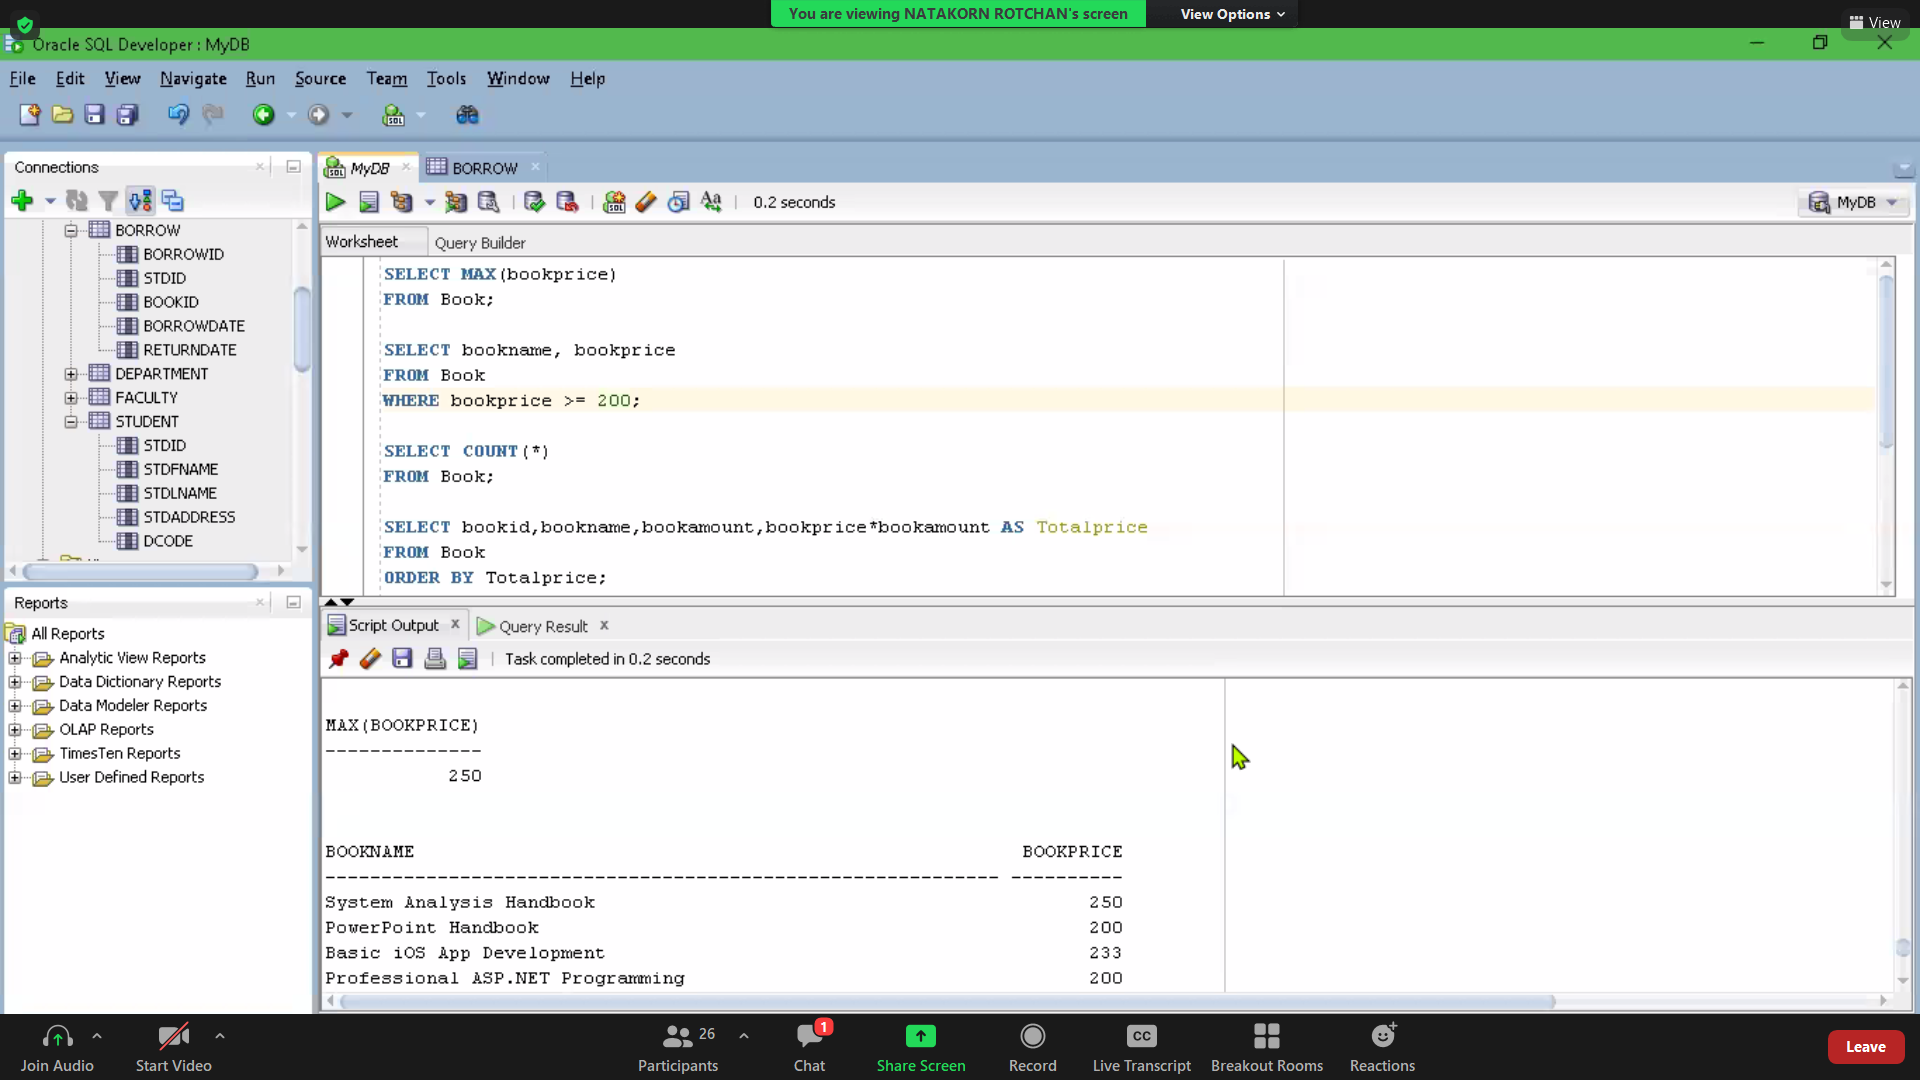 You are viewing NATAKORN ROTCHAN's screen
View Options
View
Oracle SQL Developer : MyDB
File Edit View Navigate Run Source Team Tools Window Help
Connections
BORROW
BORROWID
STDID
BOOKID
BORROWDATE
RETURNDATE
DEPARTMENT
FACULTY
STUDENT
STDID
STDFNAME
STDLNAME
STDADDRESS
DCODE
Reports
All Reports
Analytic View Reports
Data Dictionary Reports
Data Modeler Reports
OLAP Reports
TimesTen Reports
User Defined Reports
MyDB BORROW
0.2 seconds
MyDB
Worksheet Query Builder
SELECT MAX(bookprice)
FROM Book;
SELECT bookname, bookprice
FROM Book
WHERE bookprice >= 200;
SELECT COUNT(*)
FROM Book;
SELECT bookid,bookname,bookamount,bookprice*bookamount AS Totalprice
FROM Book
ORDER BY Totalprice;
Script Output x Query Result x
Task completed in 0.2 seconds
MAX(BOOKPRICE)
--------------
250
BOOKNAME BOOKPRICE
------------------------------------------------------------ ----------
System Analysis Handbook 250
PowerPoint Handbook 200
Basic iOS App Development 233
Professional ASP.NET Programming 200
Join Audio
Start Video
26
Participants
1
Chat
Share Screen
Record
CC
Live Transcript
Breakout Rooms
Reactions
Leave